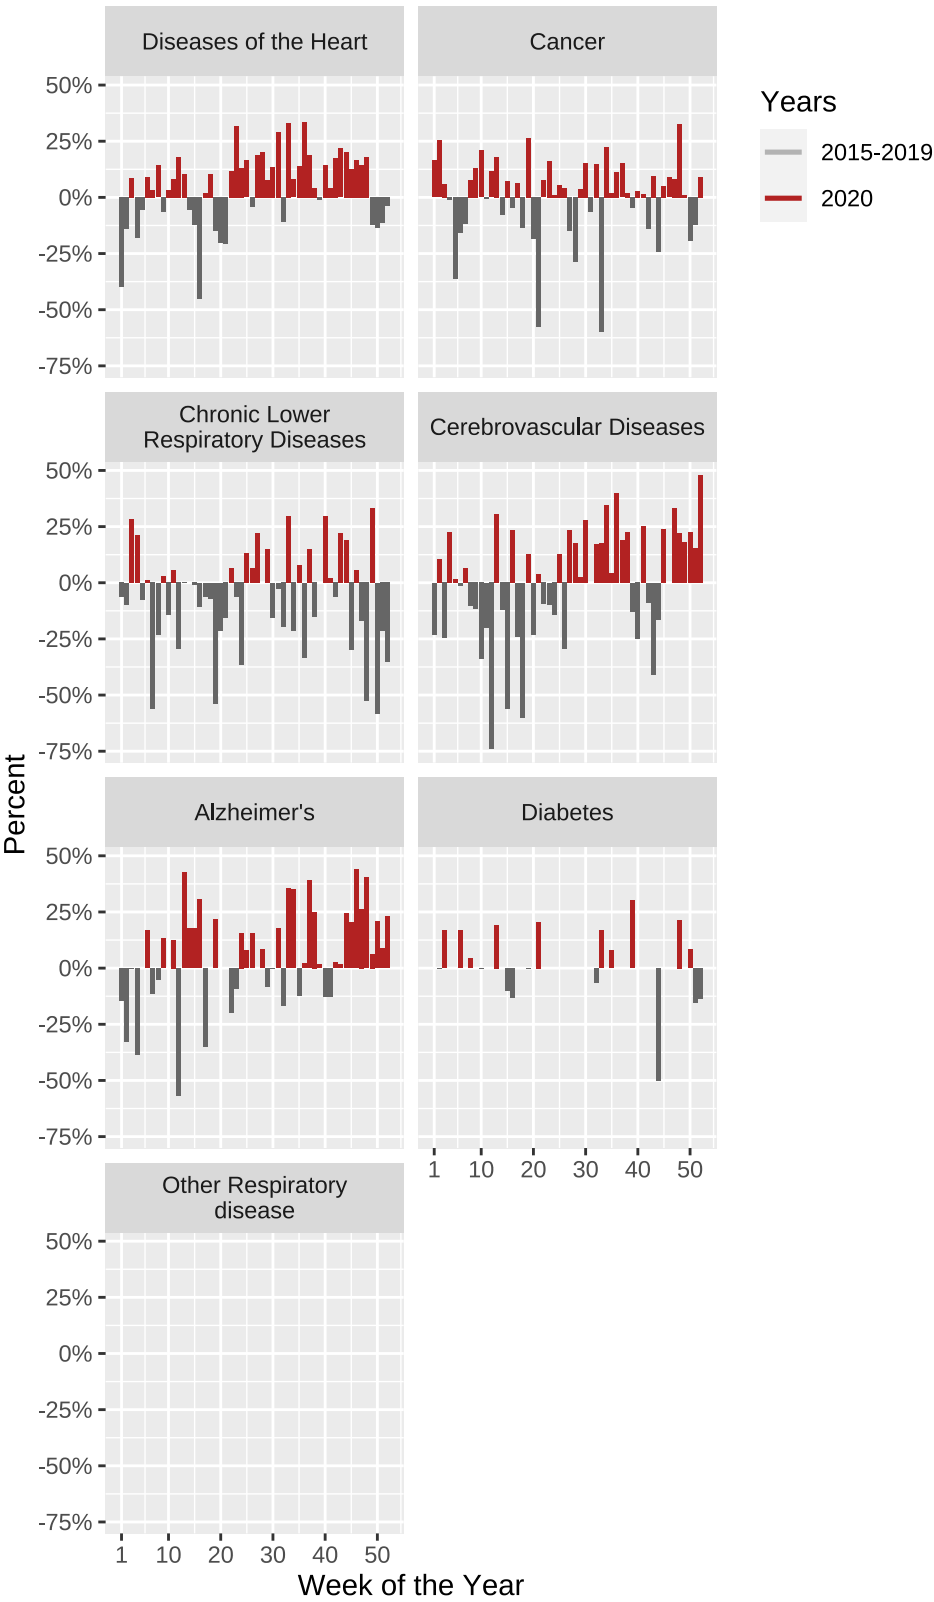 Diseases of the Heart
Cancer
50%
25%
0%
-25%
-50%
-75%
Years
2015-2019
2020
Chronic Lower
Respiratory Diseases
Cerebrovascular Diseases
50%
25%
0%
-25%
-50%
-75%
Percent
Alzheimer's
Diabetes
50%
25%
0%
-25%
-50%
-75%
1 10 20 30 40 50
Other Respiratory
disease
50%
25%
0%
-25%
-50%
-75%
1 10 20 30 40 50
Week of the Year